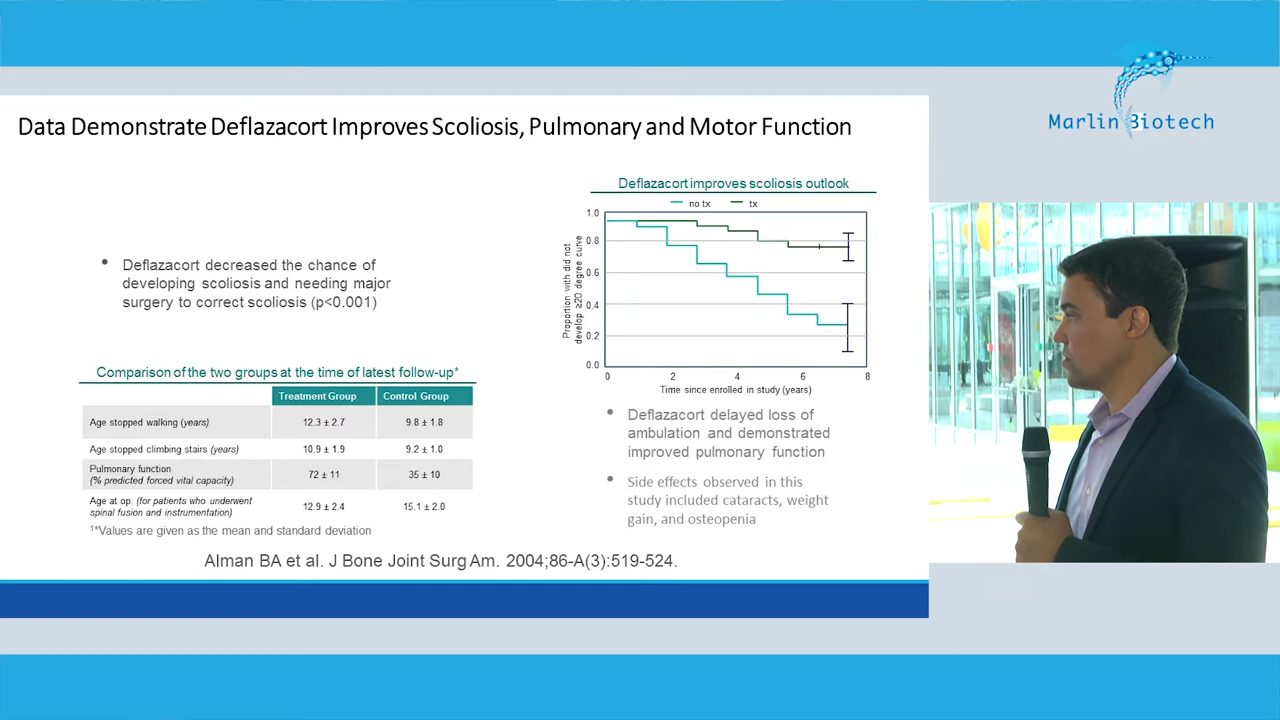 Marlin Biotech
Data Demonstrate Deflazacort Improves Scoliosis, Pulmonary and Motor Function
• Deflazacort decreased the chance of
developing scoliosis and needing major
surgery to correct scoliosis (p<0.001)
Comparison of the two groups at the time of latest follow-up*
Treatment Group Control Group
Age stopped walking (years) 12.3 ± 2.7 9.8 ± 1.8
Age stopped climbing stairs (years) 10.9 ± 1.9 9.2 ± 1.0
Pulmonary function
(% predicted forced vital capacity) 72 ± 11 35 ± 10
Age at op. (for patients who underwent
spinal fusion and instrumentation) 12.9 ± 2.4 15.1 ± 2.0
1*Values are given as the mean and standard deviation
Deflazacort improves scoliosis outlook
no tx tx
Proportion with did not
develop ≥20 degree curve
1.0
0.8
0.6
0.4
0.2
0.0
0 2 4 6 8
Time since enrolled in study (years)
• Deflazacort delayed loss of
ambulation and demonstrated
improved pulmonary function
• Side effects observed in this
study included cataracts, weight
gain, and osteopenia
Alman BA et al. J Bone Joint Surg Am. 2004;86-A(3):519-524.